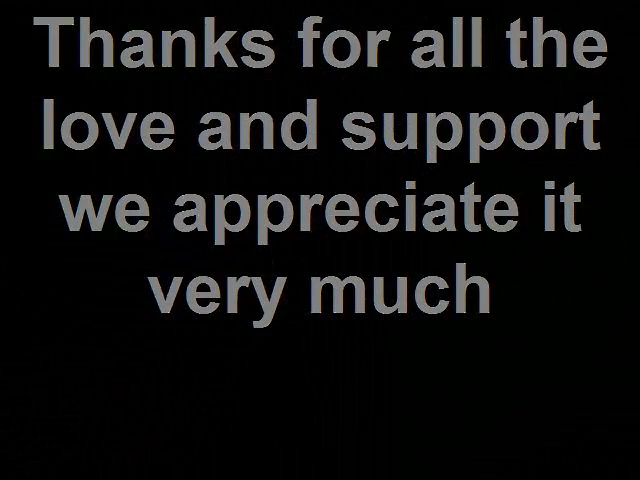 Thanks for all the
love and support
we appreciate it
very much